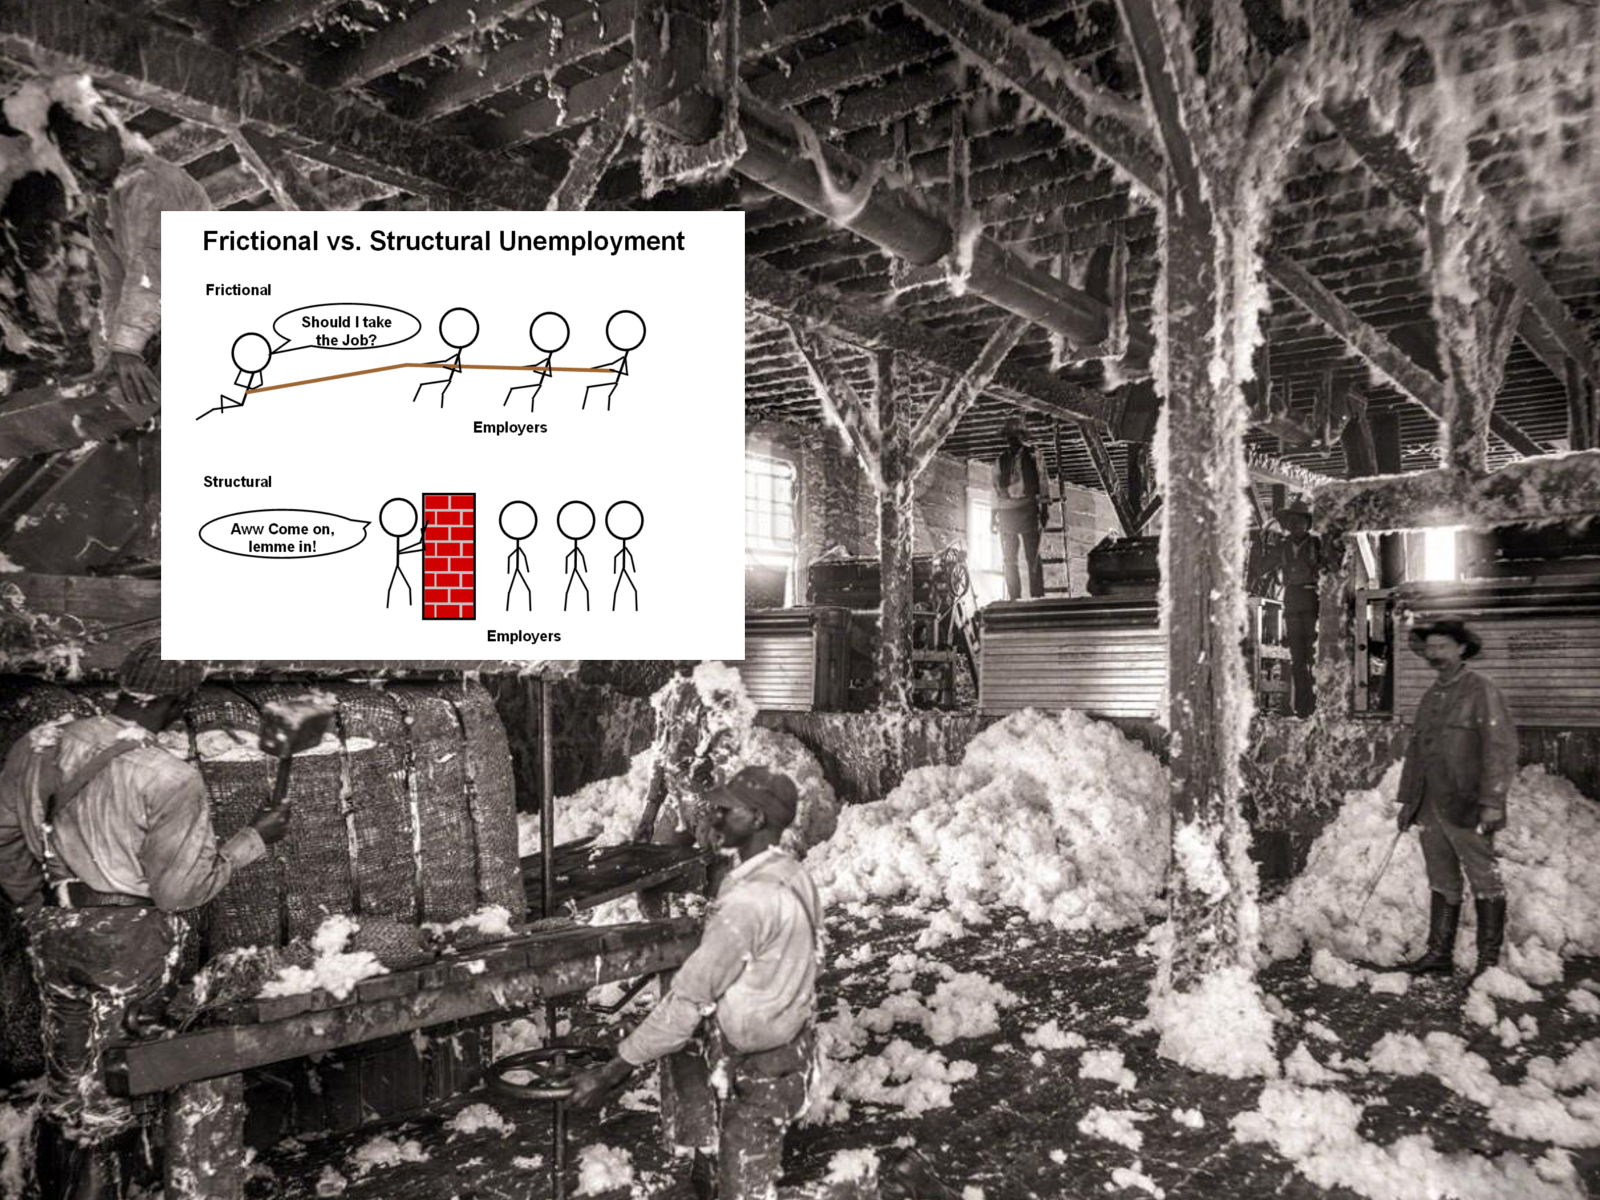 Frictional vs. Structural Unemployment
Frictional
Should I take
the Job?
Employers
Structural
Aww Come on,
lemme in!
Employers